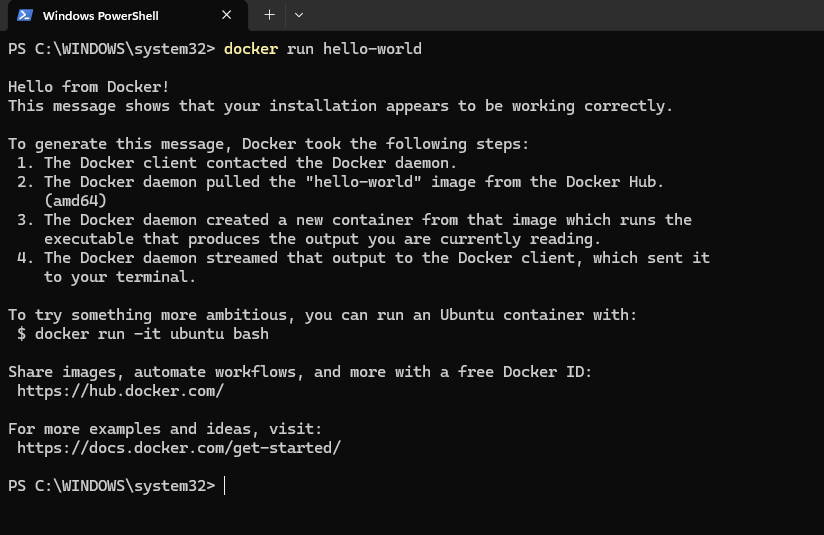 Windows PowerShell
PS C:\WINDOWS\system32> docker run hello-world
Hello from Docker!
This message shows that your installation appears to be working correctly.
To generate this message, Docker took the following steps:
1. The Docker client contacted the Docker daemon.
2. The Docker daemon pulled the "hello-world" image from the Docker Hub.
(amd64)
3. The Docker daemon created a new container from that image which runs the
executable that produces the output you are currently reading.
4. The Docker daemon streamed that output to the Docker client, which sent it
to your terminal.
To try something more ambitious, you can run an Ubuntu container with:
$ docker run -it ubuntu bash
Share images, automate workflows, and more with a free Docker ID:
https://hub.docker.com/
For more examples and ideas, visit:
https://docs.docker.com/get-started/
PS C:\WINDOWS\system32>